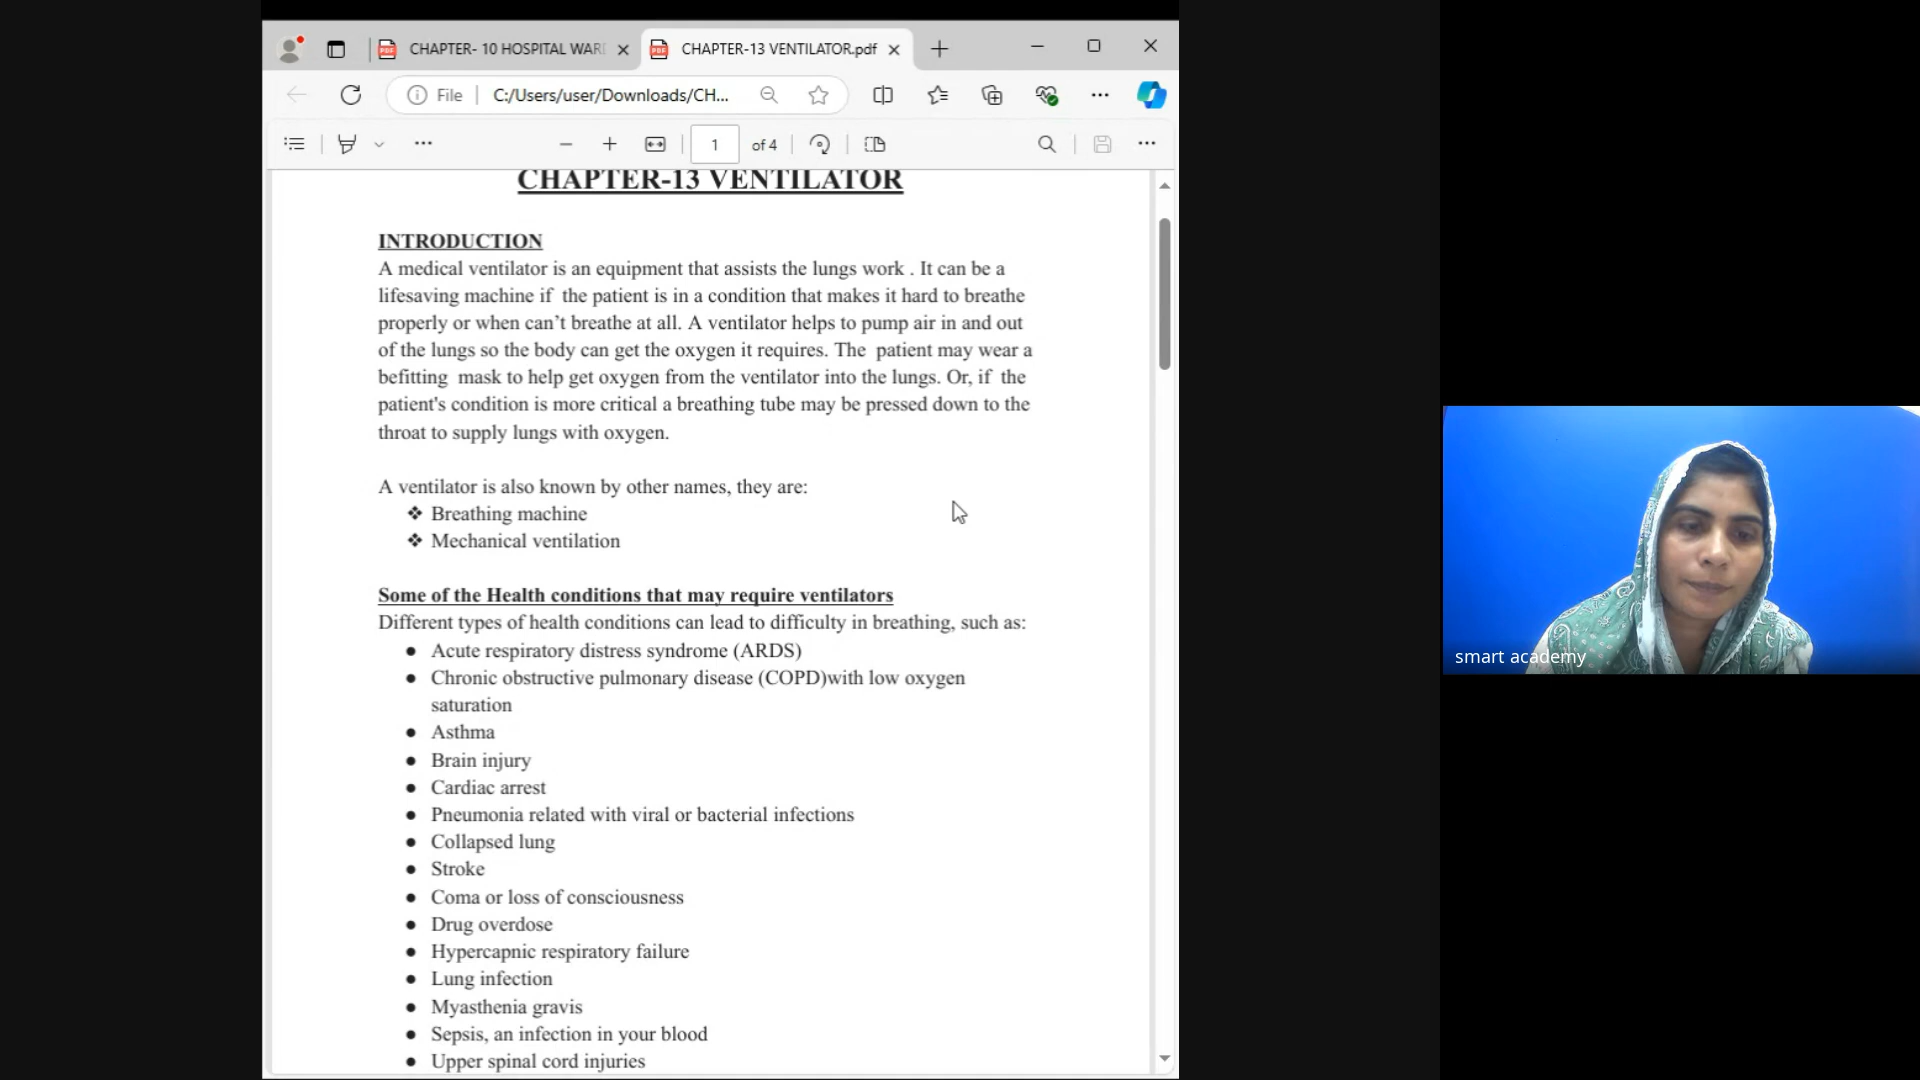 CHAPTER- 10 HOSPITAL WAR
CHAPTER-13 VENTILATOR.pdf
File
C:/Users/user/Downloads/CH...
1 of 4
CHAPTER-13 VENTILATOR
INTRODUCTION
A medical ventilator is an equipment that assists the lungs work . It can be a
lifesaving machine if the patient is in a condition that makes it hard to breathe
properly or when can’t breathe at all. A ventilator helps to pump air in and out
of the lungs so the body can get the oxygen it requires. The patient may wear a
befitting mask to help get oxygen from the ventilator into the lungs. Or, if the
patient's condition is more critical a breathing tube may be pressed down to the
throat to supply lungs with oxygen.
A ventilator is also known by other names, they are:
❖ Breathing machine
❖ Mechanical ventilation
Some of the Health conditions that may require ventilators
Different types of health conditions can lead to difficulty in breathing, such as:
● Acute respiratory distress syndrome (ARDS)
● Chronic obstructive pulmonary disease (COPD)with low oxygen
saturation
● Asthma
● Brain injury
● Cardiac arrest
● Pneumonia related with viral or bacterial infections
● Collapsed lung
● Stroke
● Coma or loss of consciousness
● Drug overdose
● Hypercapnic respiratory failure
● Lung infection
● Myasthenia gravis
● Sepsis, an infection in your blood
● Upper spinal cord injuries
smart academy